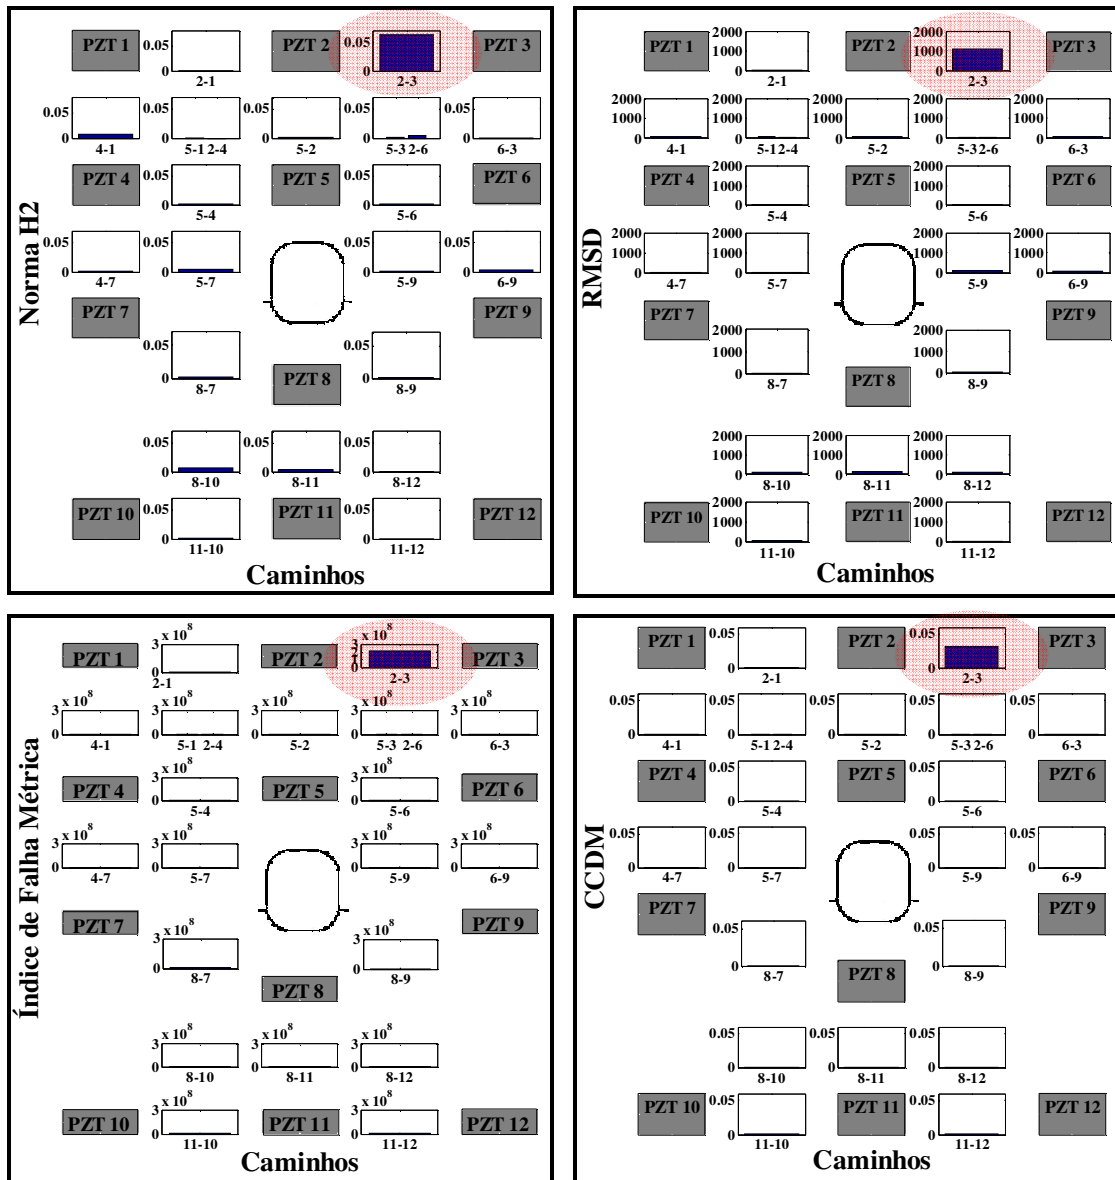 Norma H2
PZT 1 0.05 0 PZT 2 0.05 0 PZT 3
2-1 2-3
0.05 0 0.05 0 0.05 0 0.05 0 0.05 0
4-1 5-1 2-4 5-2 5-3 2-6 6-3
PZT 4 0.05 0 PZT 5 0.05 0 PZT 6
5-4 5-6
0.05 0 0.05 0 0.05 0 0.05 0
4-7 5-7 5-9 6-9
PZT 7 PZT 9
0.05 0 0.05 0
8-7 PZT 8 8-9
0.05 0 0.05 0 0.05 0
8-10 8-11 8-12
PZT 10 0.05 0 PZT 11 0.05 0 PZT 12
11-10 11-12
Caminhos
RMSD
PZT 1 2000 1000 0 PZT 2 2000 1000 0 PZT 3
2-1 2-3
2000 1000 0 2000 1000 0 2000 1000 0 2000 1000 0 2000 1000 0
4-1 5-1 2-4 5-2 5-3 2-6 6-3
PZT 4 2000 1000 0 PZT 5 2000 1000 0 PZT 6
5-4 5-6
2000 1000 0 2000 1000 0 2000 1000 0 2000 1000 0
4-7 5-7 5-9 6-9
PZT 7 PZT 9
2000 1000 0 2000 1000 0
8-7 PZT 8 8-9
2000 1000 0 2000 1000 0 2000 1000 0
8-10 8-11 8-12
PZT 10 2000 1000 0 PZT 11 2000 1000 0 PZT 12
11-10 11-12
Caminhos
Índice de Falha Métrica
x 10^8 x 10^8
PZT 1 3 0 PZT 2 3 2 1 0 PZT 3
2-1 2-3
x 10^8 x 10^8 x 10^8 x 10^8 x 10^8
3 0 3 0 3 0 3 0 3 0
4-1 5-1 2-4 5-2 5-3 2-6 6-3
x 10^8 x 10^8
PZT 4 3 0 PZT 5 3 0 PZT 6
5-4 5-6
x 10^8 x 10^8 x 10^8 x 10^8
3 0 3 0 3 0 3 0
4-7 5-7 5-9 6-9
PZT 7 PZT 9
x 10^8 x 10^8
3 0 3 0
8-7 8-9
PZT 8
x 10^8 x 10^8 x 10^8
3 0 3 0 3 0
8-10 8-11 8-12
x 10^8 x 10^8
PZT 10 3 0 PZT 11 3 0 PZT 12
11-10 11-12
Caminhos
CCDM
PZT 1 0.05 0 PZT 2 0.05 0 PZT 3
2-1 2-3
0.05 0 0.05 0 0.05 0 0.05 0 0.05 0
4-1 5-1 2-4 5-2 5-3 2-6 6-3
PZT 4 0.05 0 PZT 5 0.05 0 PZT 6
5-4 5-6
0.05 0 0.05 0 0.05 0 0.05 0
4-7 5-7 5-9 6-9
PZT 7 PZT 9
0.05 0 0.05 0
8-7 PZT 8 8-9
0.05 0 0.05 0 0.05 0
8-10 8-11 8-12
PZT 10 0.05 0 PZT 11 0.05 0 PZT 12
11-10 11-12
Caminhos